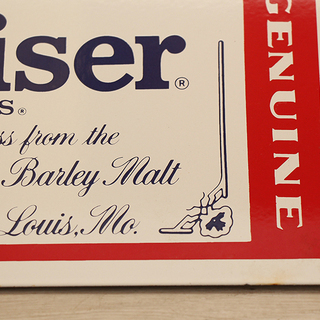 iser®
s.®
ss from the
Barley Malt
Louis, Mo.
GENUINE